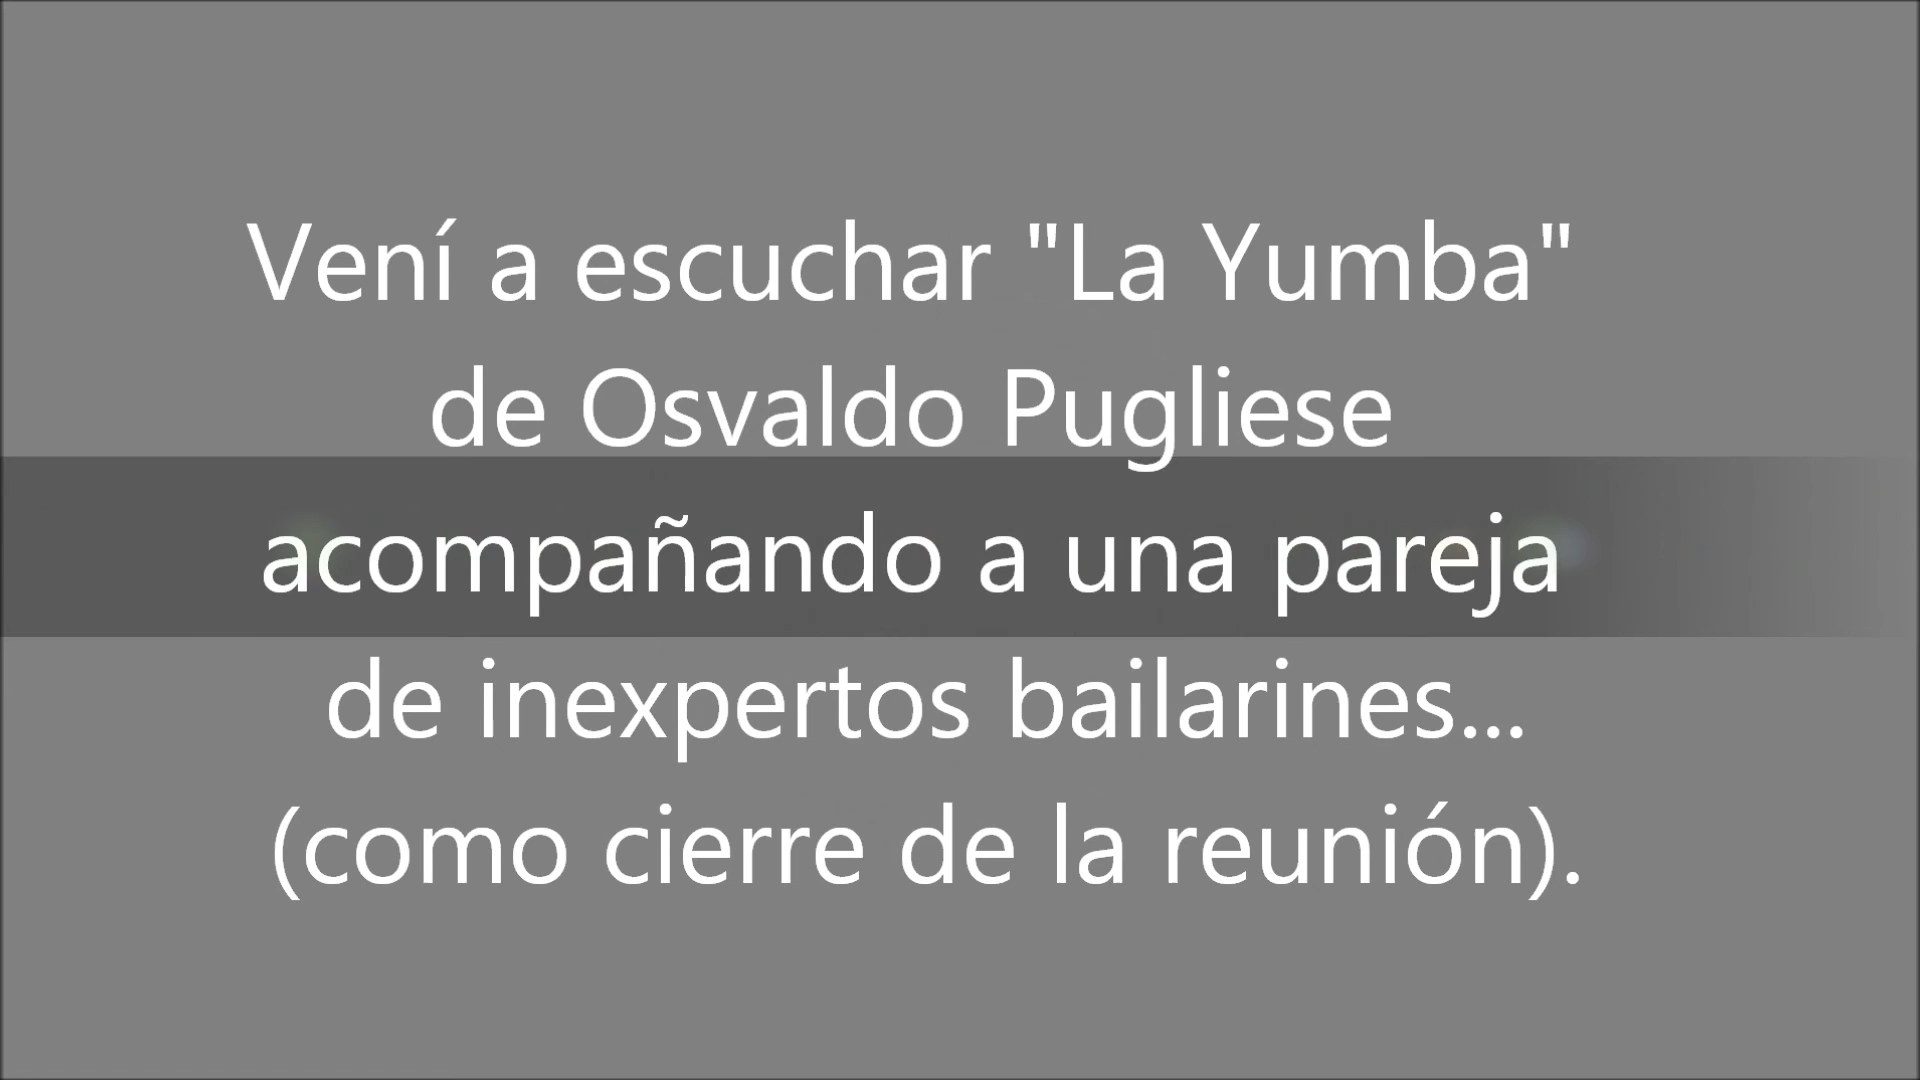 Vení a escuchar "La Yumba"
de Osvaldo Pugliese
acompañando a una pareja
de inexpertos bailarines...
(como cierre de la reunión).